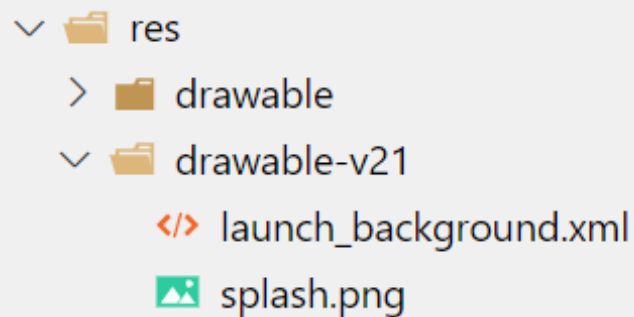 res
drawable
drawable-v21
launch_background.xml
splash.png